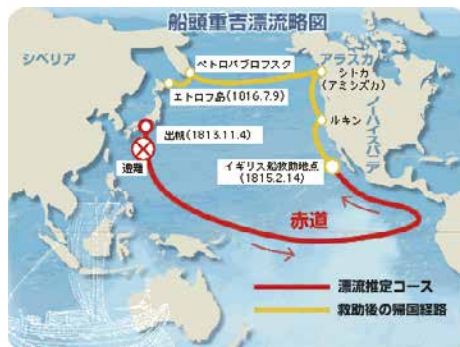 船頭重吉漂流略図
シベリア
ペトロパブロフスク
アラスカ
シトカ
(アミシズカ)
エトロフ島(1816.7.9)
ノーイスパニア
出帆(1813.11.4)
ルキン
遭難
イギリス船救助地点
(1815.2.14)
赤道
漂流推定コース
救助後の帰国経路